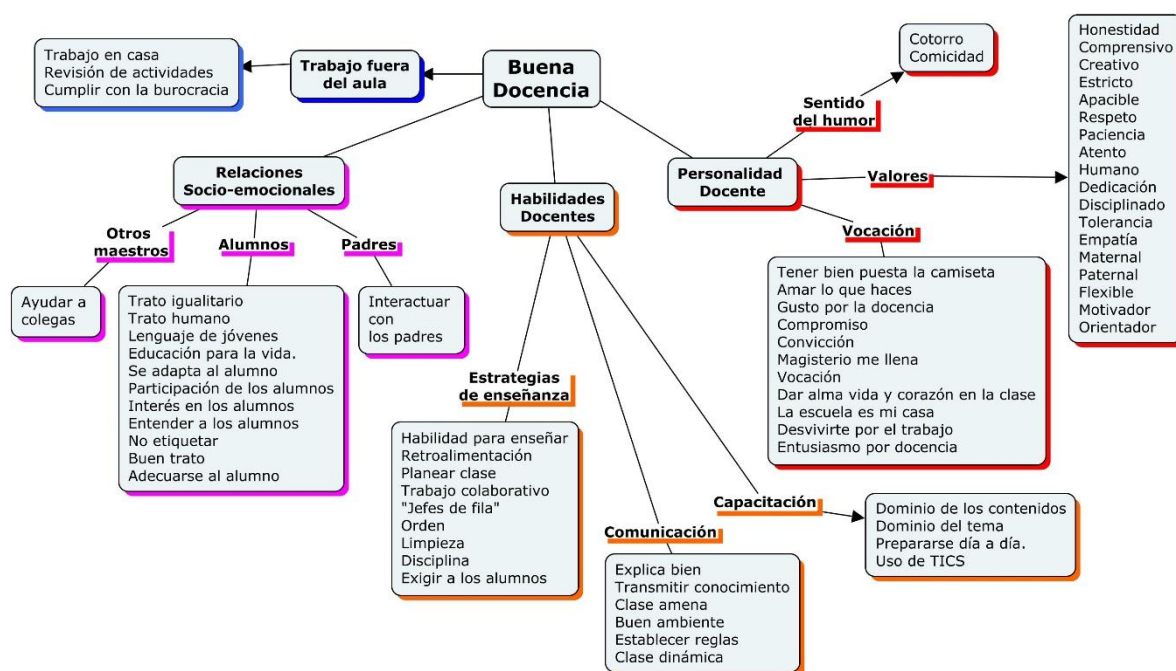 Buena
Docencia
Trabajo fuera
del aula
Trabajo en casa
Revisión de actividades
Cumplir con la burocracia
Relaciones
Socio-emocionales
Otros
maestros
Ayudar a
colegas
Alumnos
Trato igualitario
Trato humano
Lenguaje de jóvenes
Educación para la vida.
Se adapta al alumno
Participación de los alumnos
Interés en los alumnos
Entender a los alumnos
No etiquetar
Buen trato
Adecuarse al alumno
Padres
Interactuar
con
los padres
Habilidades
Docentes
Estrategias
de enseñanza
Habilidad para enseñar
Retroalimentación
Planear clase
Trabajo colaborativo
"Jefes de fila"
Orden
Limpieza
Disciplina
Exigir a los alumnos
Comunicación
Explica bien
Transmitir conocimiento
Clase amena
Buen ambiente
Establecer reglas
Clase dinámica
Capacitación
Dominio de los contenidos
Dominio del tema
Prepararse día a día.
Uso de TICS
Personalidad
Docente
Sentido
del humor
Cotorro
Comicidad
Valores
Honestidad
Comprensivo
Creativo
Estricto
Apacible
Respeto
Paciencia
Atento
Humano
Dedicación
Disciplinado
Tolerancia
Empatía
Maternal
Paternal
Flexible
Motivador
Orientador
Vocación
Tener bien puesta la camiseta
Amar lo que haces
Gusto por la docencia
Compromiso
Convicción
Magisterio me llena
Vocación
Dar alma vida y corazón en la clase
La escuela es mi casa
Desvivirte por el trabajo
Entusiasmo por docencia